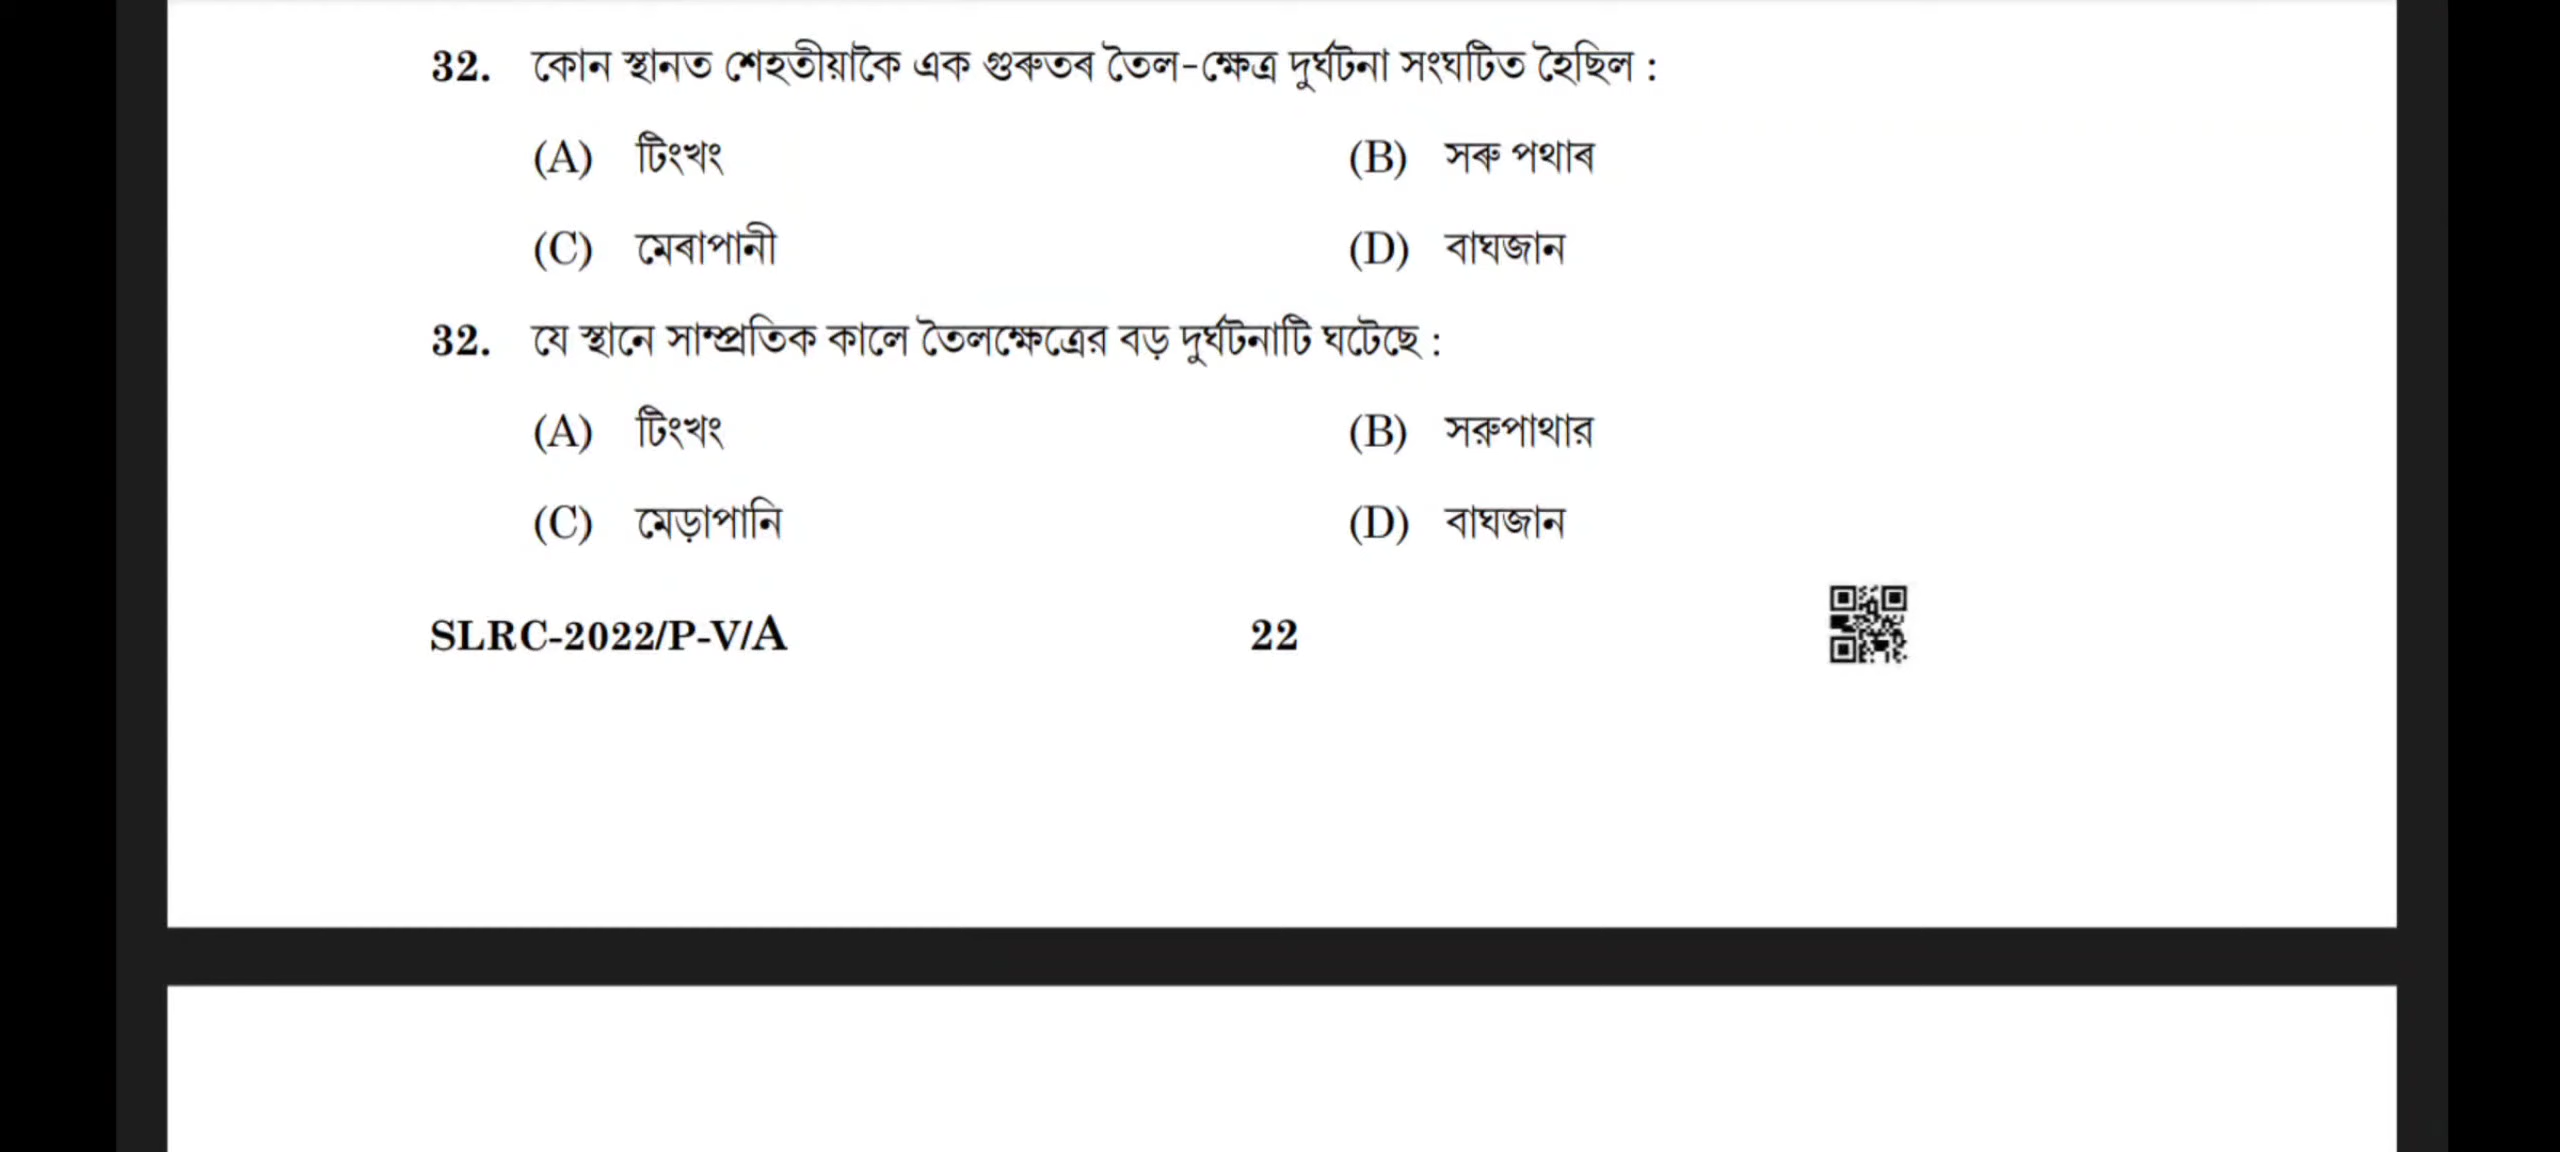 32. কোন স্থানত শেহতীয়াকৈ এক গুৰুতৰ তৈল-ক্ষেত্ৰ দুৰ্ঘটনা সংঘটিত হৈছিল :
(A) টিংখং (B) সৰু পথাৰ
(C) মেৰাপানী (D) বাঘজান
32. যে স্থানে সাম্প্রতিক কালে তৈলক্ষেত্রের বড় দুর্ঘটনাটি ঘটেছে :
(A) টিংখং (B) সরুপাথার
(C) মেড়াপানি (D) বাঘজান
SLRC-2022/P-V/A 22